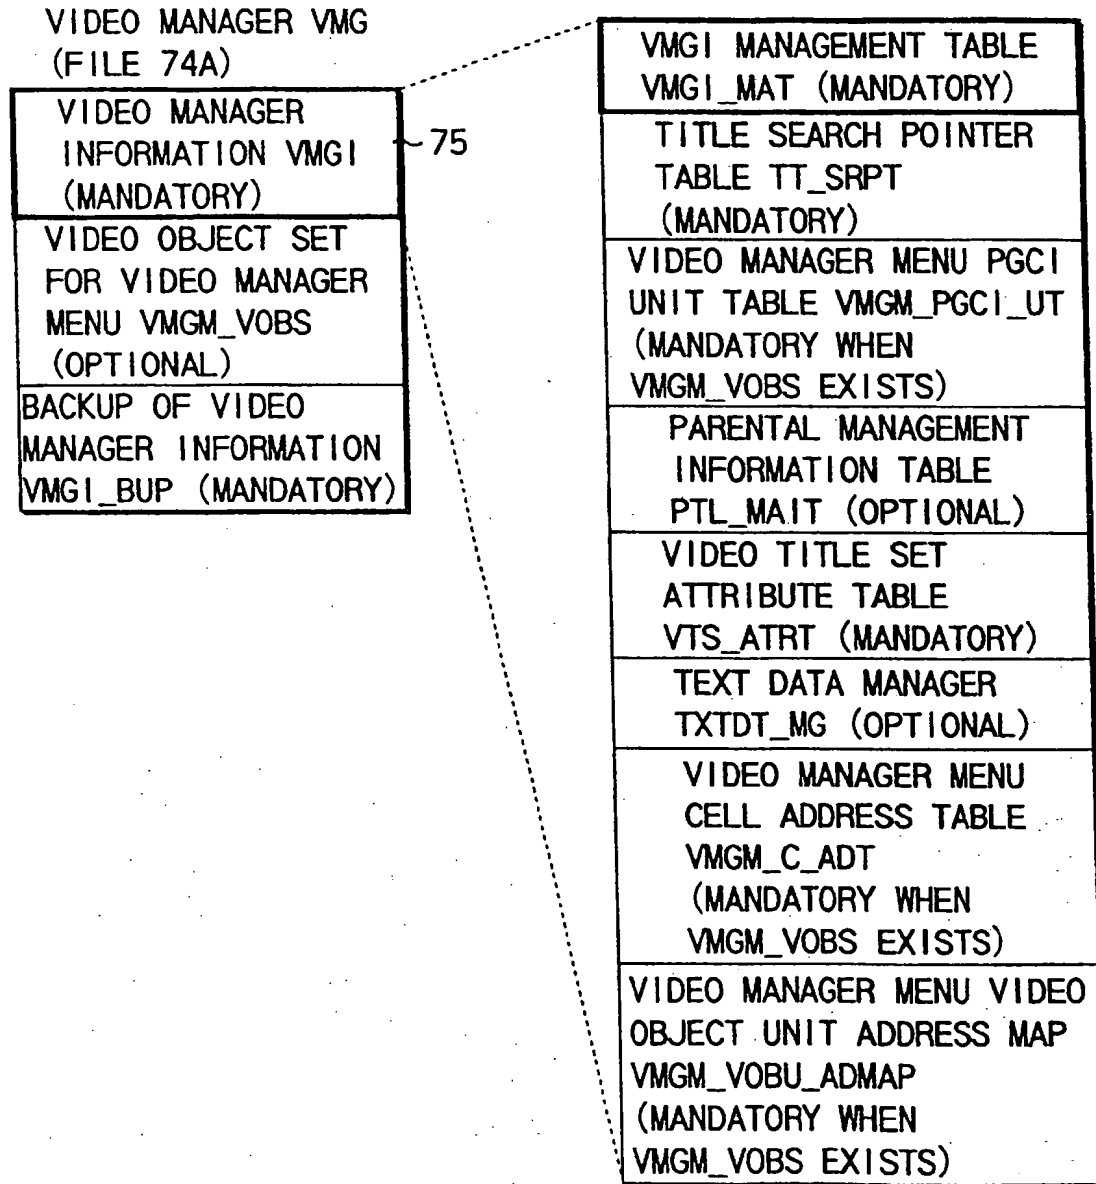 VIDEO MANAGER VMG
(FILE 74A)
VIDEO MANAGER
INFORMATION VMGI
(MANDATORY)
75
VIDEO OBJECT SET
FOR VIDEO MANAGER
MENU VMGM_VOBS
(OPTIONAL)
BACKUP OF VIDEO
MANAGER INFORMATION
VMGI_BUP (MANDATORY)
VMGI MANAGEMENT TABLE
VMGI_MAT (MANDATORY)
TITLE SEARCH POINTER
TABLE TT_SRPT
(MANDATORY)
VIDEO MANAGER MENU PGCI
UNIT TABLE VMGM_PGCI_UT
(MANDATORY WHEN
VMGM_VOBS EXISTS)
PARENTAL MANAGEMENT
INFORMATION TABLE
PTL_MAIT (OPTIONAL)
VIDEO TITLE SET
ATTRIBUTE TABLE
VTS_ATRT (MANDATORY)
TEXT DATA MANAGER
TXTDT_MG (OPTIONAL)
VIDEO MANAGER MENU
CELL ADDRESS TABLE
VMGM_C_ADT
(MANDATORY WHEN
VMGM_VOBS EXISTS)
VIDEO MANAGER MENU VIDEO
OBJECT UNIT ADDRESS MAP
VMGM_VOBU_ADMAP
(MANDATORY WHEN
VMGM_VOBS EXISTS)